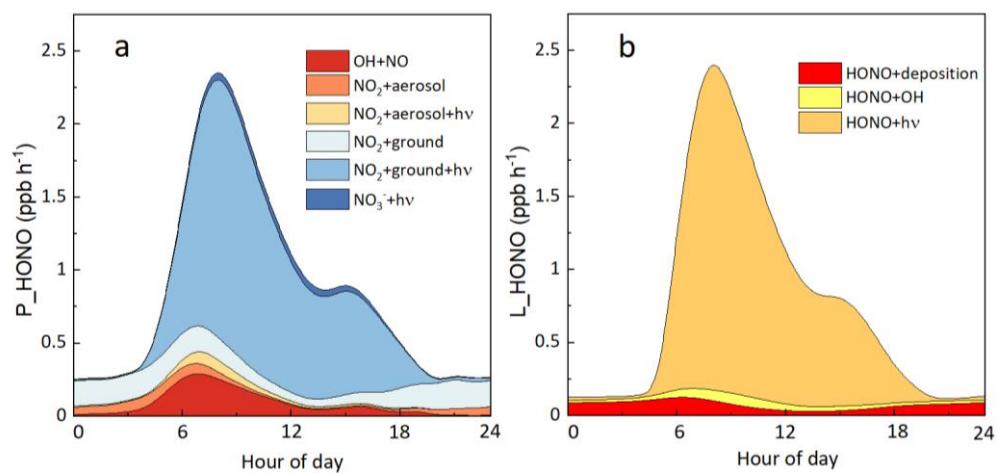 a
2.5
2
1.5
1
0.5
0
P_HONO (ppb h⁻¹)
OH+NO
NO₂+aerosol
NO₂+aerosol+hν
NO₂+ground
NO₂+ground+hν
NO₃⁻+hν
0 6 12 18 24
Hour of day
b
2.5
2
1.5
1
0.5
0
L_HONO (ppb h⁻¹)
HONO+deposition
HONO+OH
HONO+hν
0 6 12 18 24
Hour of day